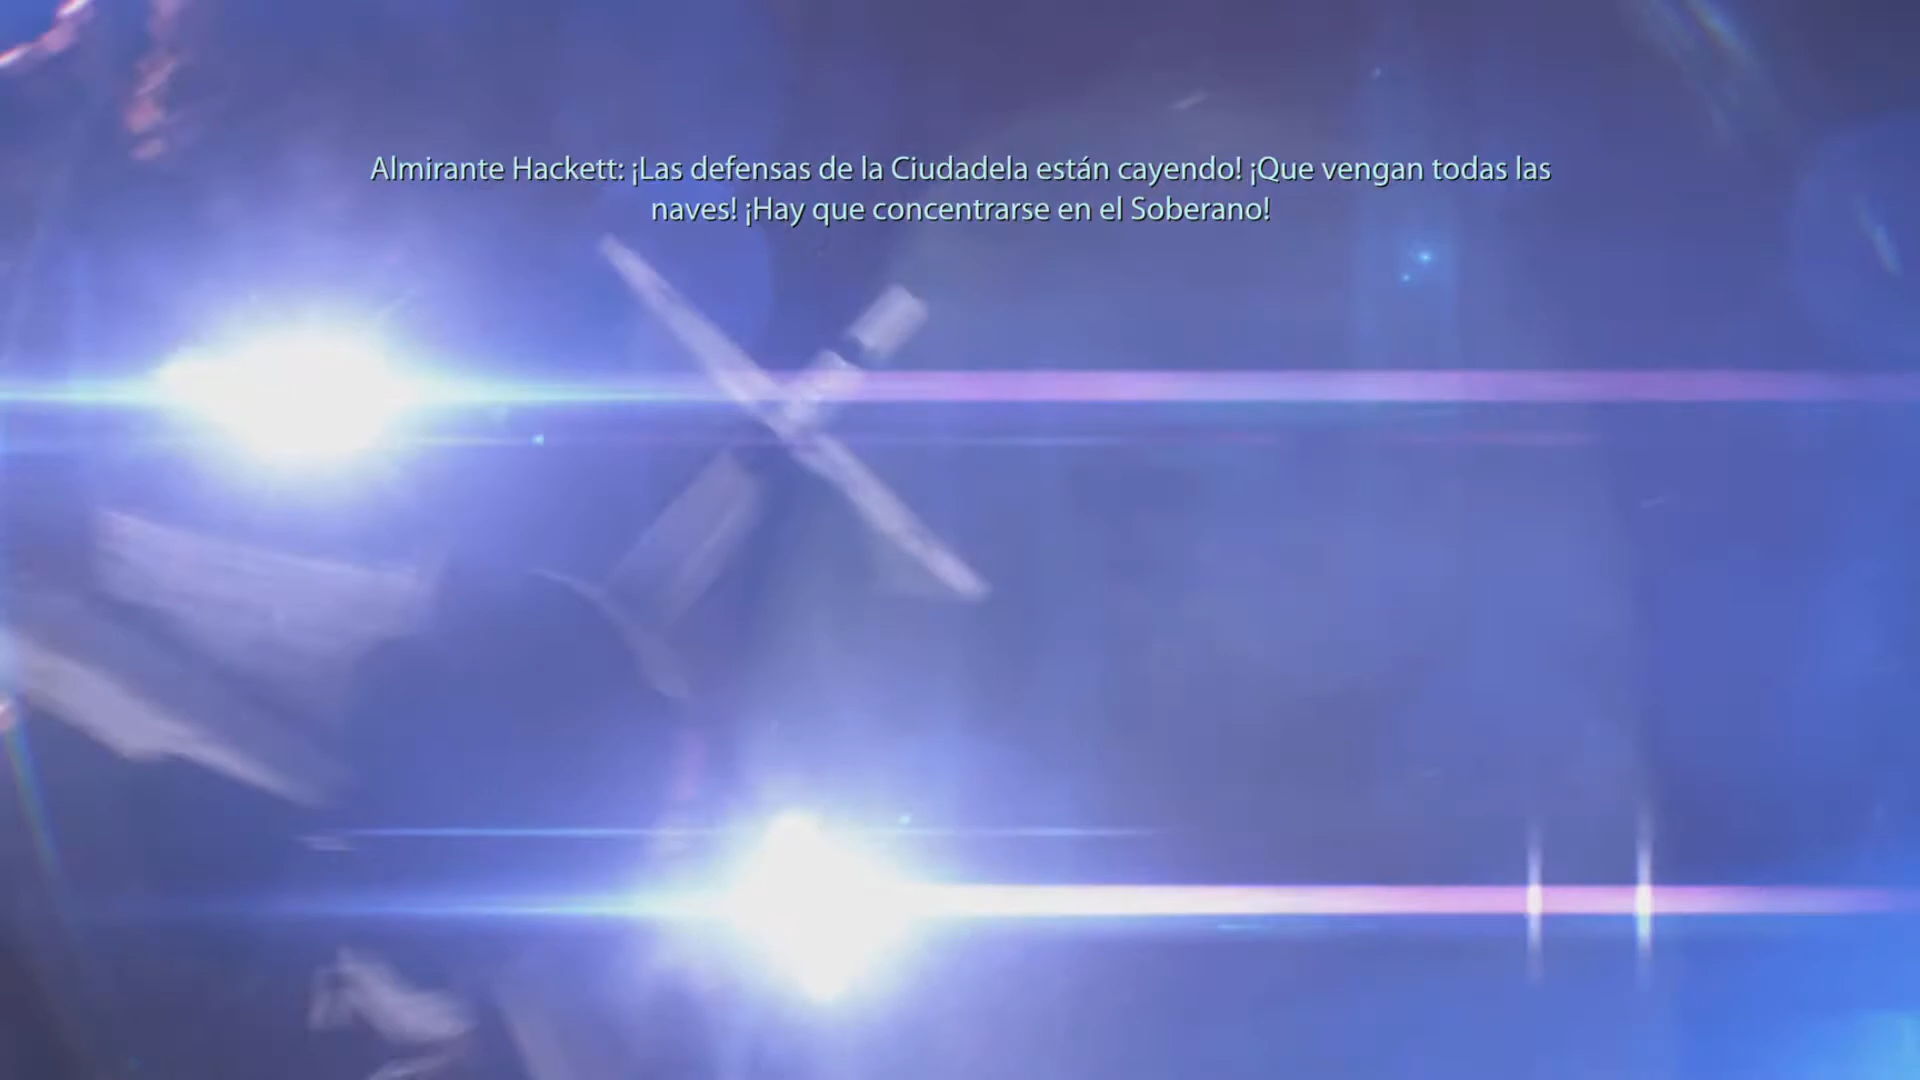 Almirante Hackett: ¡Las defensas de la Ciudadela están cayendo! ¡Que vengan todas las
naves! ¡Hay que concentrarse en el Soberano!